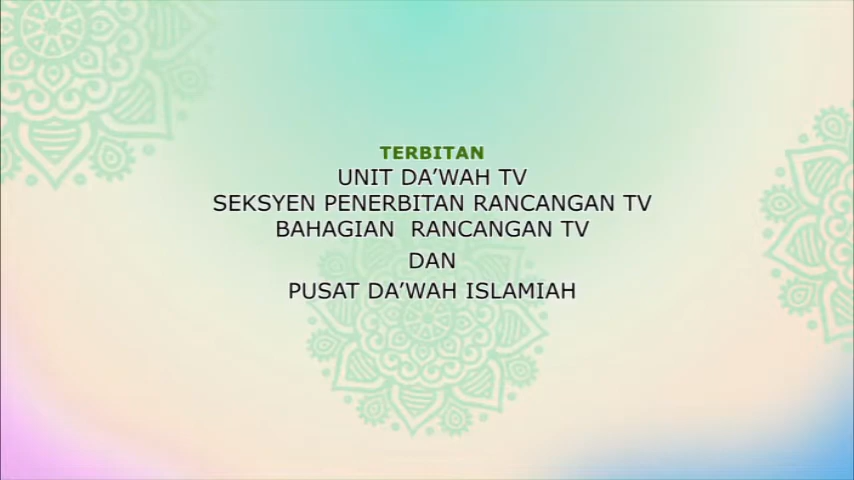 TERBITAN
UNIT DA’WAH TV
SEKSYEN PENERBITAN RANCANGAN TV
BAHAGIAN RANCANGAN TV
DAN
PUSAT DA’WAH ISLAMIAH